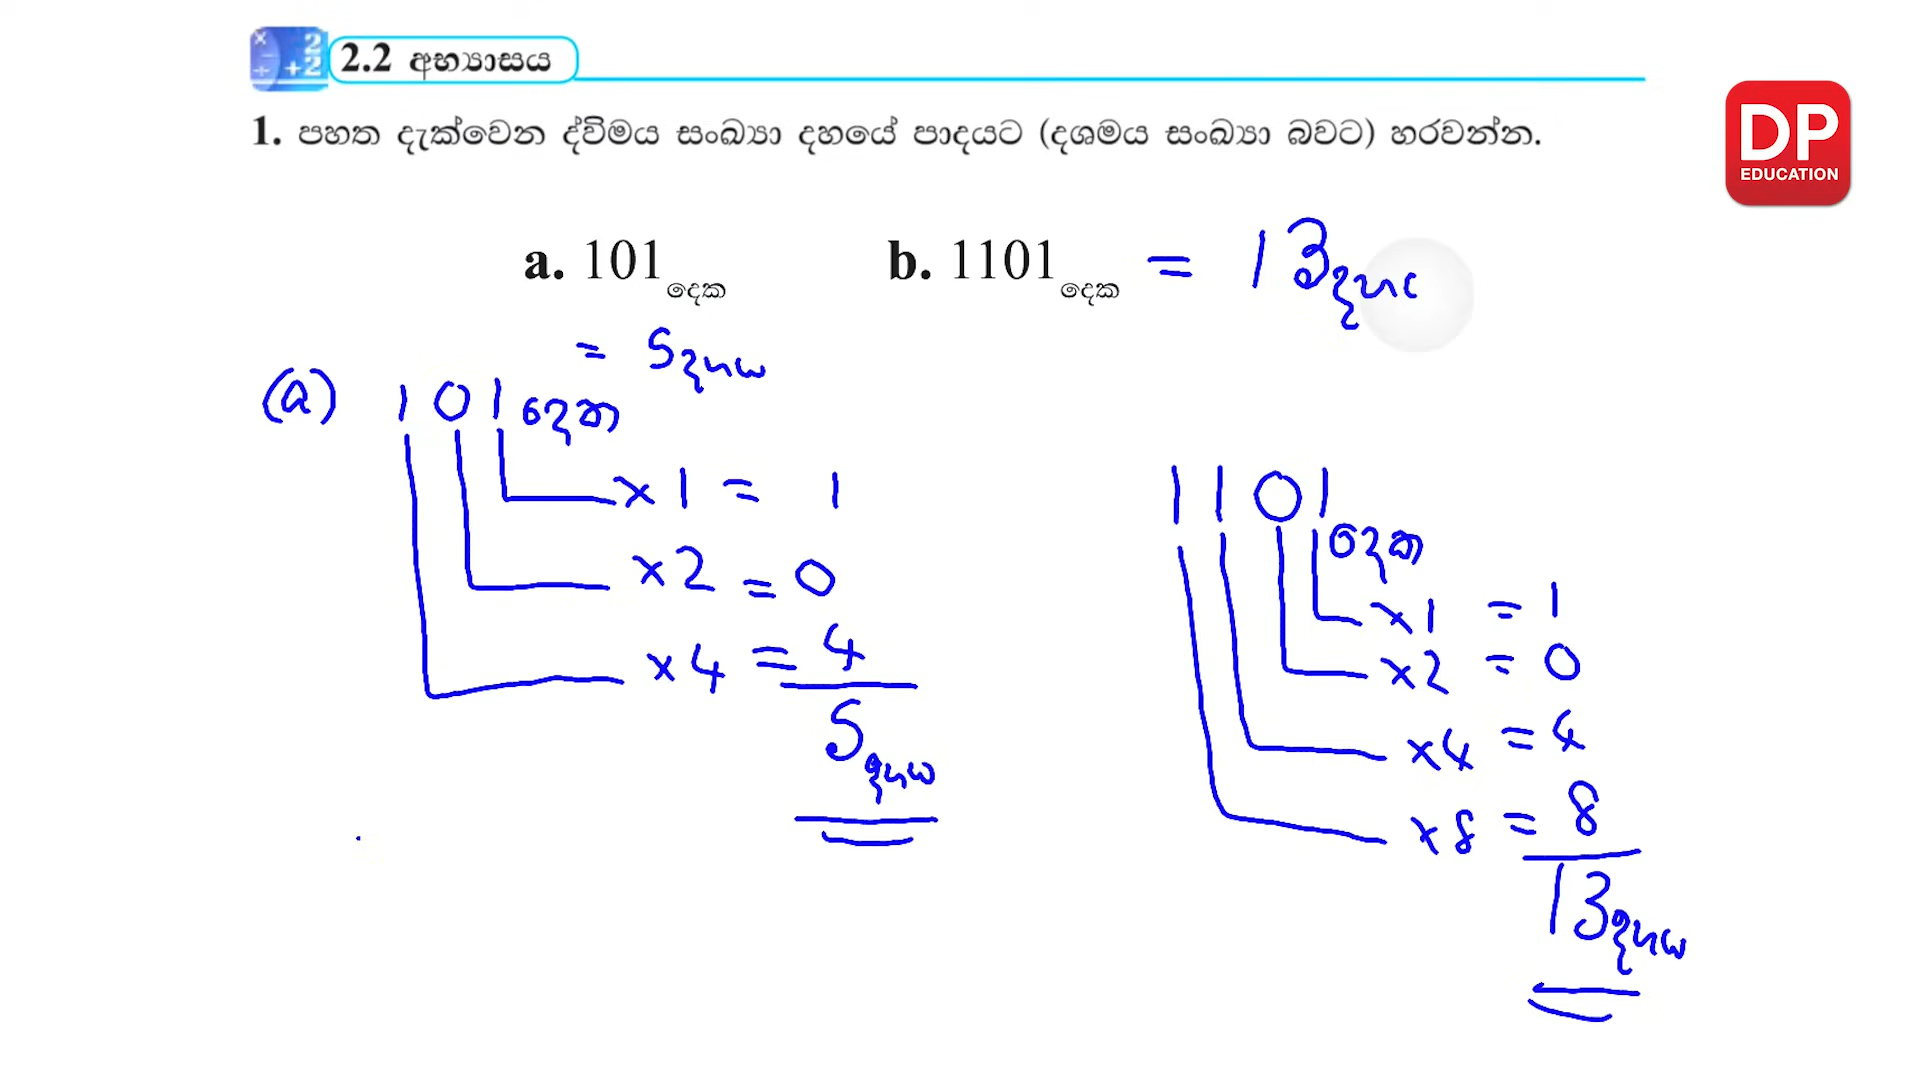 2.2 අභ්‍යාසය
DP
EDUCATION
1. පහත දැක්වෙන ද්විමය සංඛ්‍යා දහයේ පාදයට (දශමය සංඛ්‍යා බවට) හරවන්න.
a. 101දෙක b. 1101දෙක = 13දහය
= 5දහය
(a) 101දෙක
×1 = 1
×2 = 0
×4 = 4
5දහය
1101දෙක
×1 = 1
×2 = 0
×4 = 4
×8 = 8
13දහය